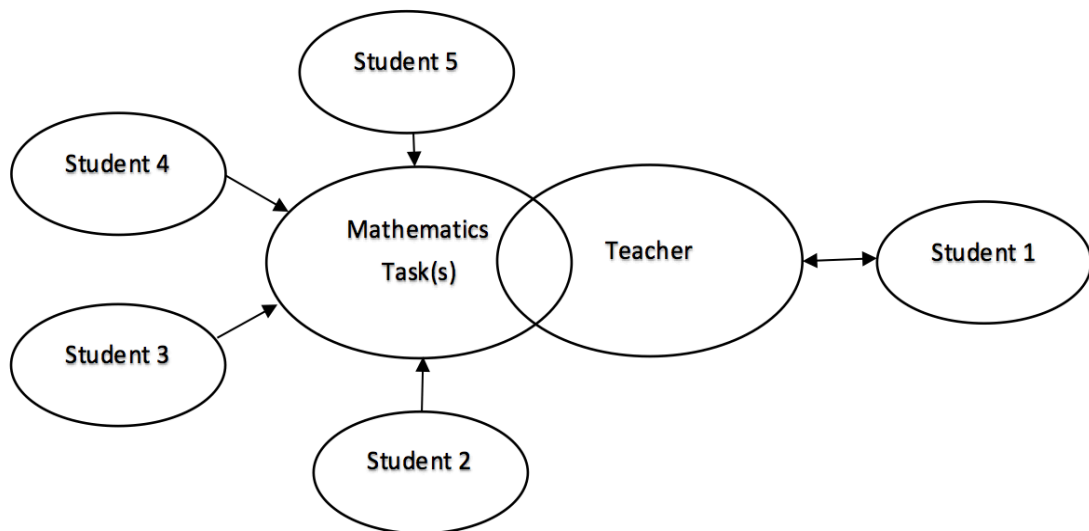 Student 5
Student 4
Mathematics
Task(s)
Teacher
Student 1
Student 3
Student 2